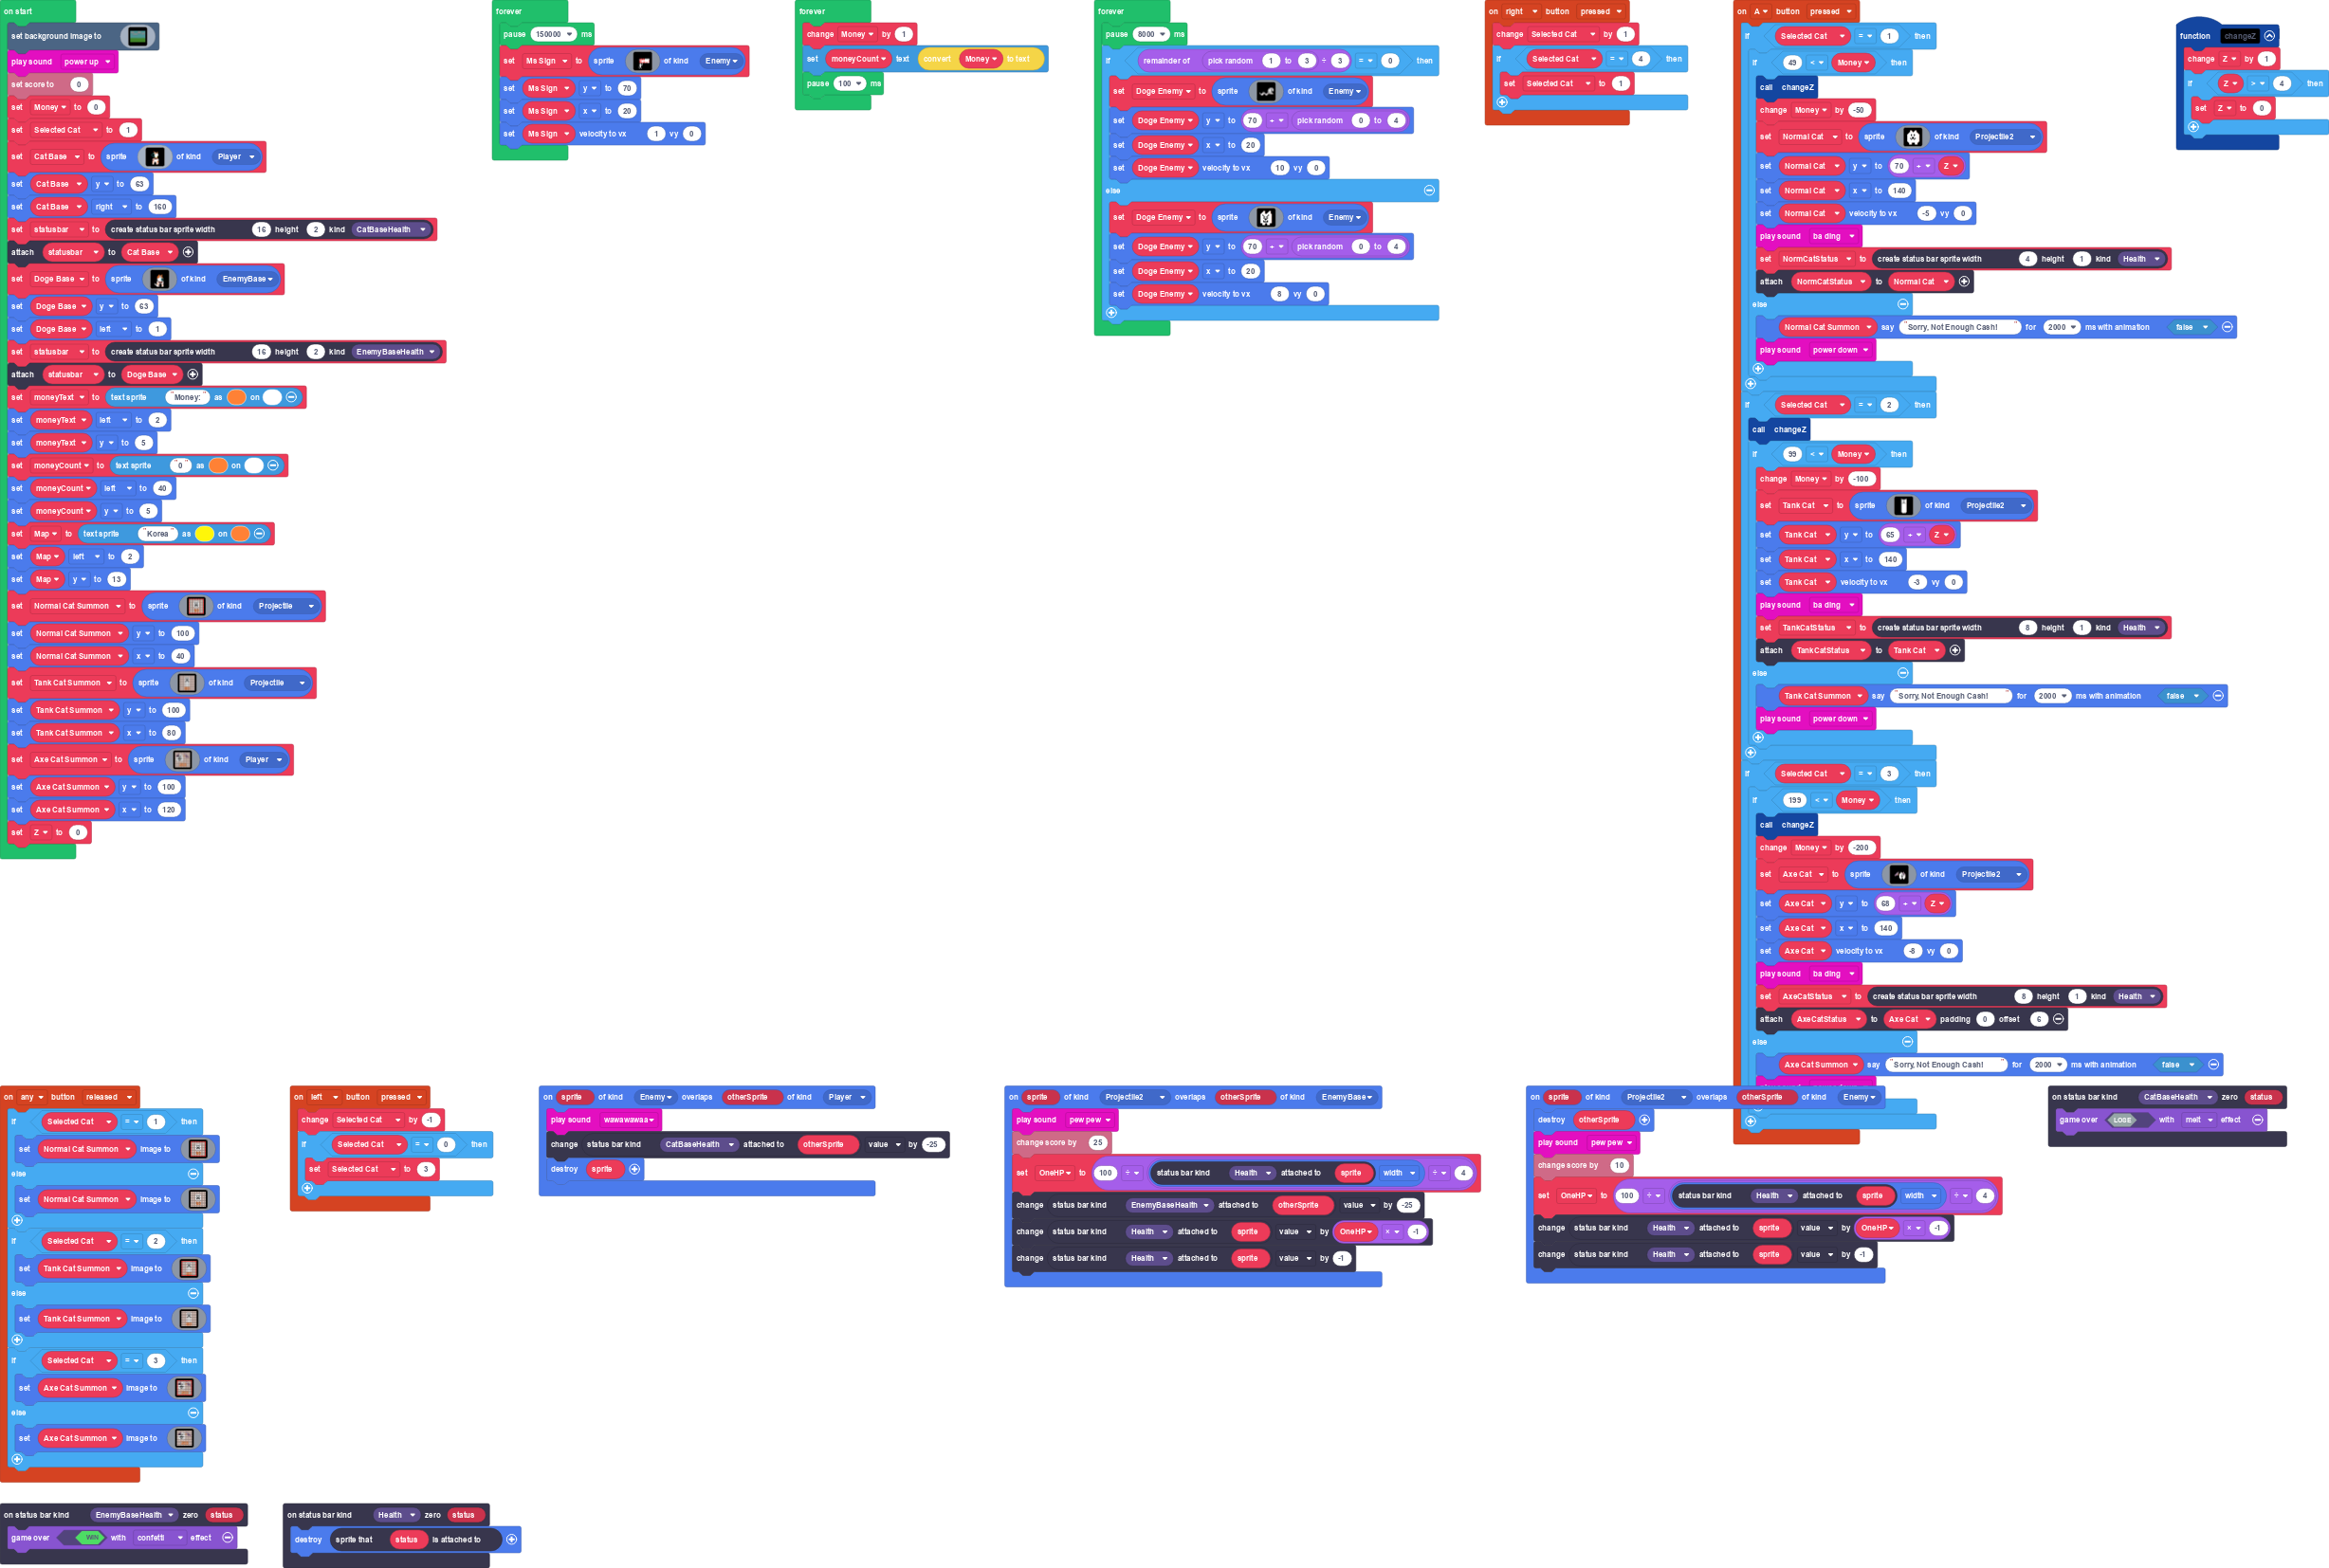 on start
set background image to
play sound power up
set score to 0
set Money to 0
set Selected Cat to 1
set Cat Base to sprite of kind Player
set Cat Base y to 63
set Cat Base right to 160
set statusbar to create status bar sprite width 16 height 2 kind CatBaseHealth
attach statusbar to Cat Base
set Doge Base to sprite of kind EnemyBase
set Doge Base y to 63
set Doge Base left to 1
set statusbar to create status bar sprite width 16 height 2 kind EnemyBaseHealth
attach statusbar to Doge Base
set moneyText to text sprite "Money:" as on
set moneyText left to 2
set moneyText y to 5
set moneyCount to text sprite "0" as on
set moneyCount left to 40
set moneyCount y to 5
set Map to text sprite "Korea" as on
set Map left to 2
set Map y to 13
set Normal Cat Summon to sprite of kind Projectile
set Normal Cat Summon y to 100
set Normal Cat Summon x to 40
set Tank Cat Summon to sprite of kind Projectile
set Tank Cat Summon y to 100
set Tank Cat Summon x to 80
set Axe Cat Summon to sprite of kind Player
set Axe Cat Summon y to 100
set Axe Cat Summon x to 120
set Z to 0
forever
pause 150000 ms
set Ms Sign to sprite of kind Enemy
set Ms Sign y to 70
set Ms Sign x to 20
set Ms Sign velocity to vx 1 vy 0
forever
change Money by 1
set moneyCount text convert Money to text
pause 100 ms
forever
pause 8000 ms
if remainder of pick random 1 to 3 ÷ 3 = 0 then
set Doge Enemy to sprite of kind Enemy
set Doge Enemy y to 70 + pick random 0 to 4
set Doge Enemy x to 20
set Doge Enemy velocity to vx 10 vy 0
else
set Doge Enemy to sprite of kind Enemy
set Doge Enemy y to 70 + pick random 0 to 4
set Doge Enemy x to 20
set Doge Enemy velocity to vx 8 vy 0
on right button pressed
change Selected Cat by 1
if Selected Cat = 4 then
set Selected Cat to 1
on A button pressed
if Selected Cat = 1 then
if 49 < Money then
call changeZ
change Money by -50
set Normal Cat to sprite of kind Projectile2
set Normal Cat y to 70 + Z
set Normal Cat x to 140
set Normal Cat velocity to vx -5 vy 0
play sound ba ding
set NormCatStatus to create status bar sprite width 4 height 1 kind Health
attach NormCatStatus to Normal Cat
else
Normal Cat Summon say "Sorry, Not Enough Cash!" for 2000 ms with animation false
play sound power down
if Selected Cat = 2 then
call changeZ
if 99 < Money then
change Money by -100
set Tank Cat to sprite of kind Projectile2
set Tank Cat y to 65 + Z
set Tank Cat x to 140
set Tank Cat velocity to vx -3 vy 0
play sound ba ding
set TankCatStatus to create status bar sprite width 8 height 1 kind Health
attach TankCatStatus to Tank Cat
else
Tank Cat Summon say "Sorry, Not Enough Cash!" for 2000 ms with animation false
play sound power down
if Selected Cat = 3 then
if 199 < Money then
call changeZ
change Money by -200
set Axe Cat to sprite of kind Projectile2
set Axe Cat y to 68 + Z
set Axe Cat x to 140
set Axe Cat velocity to vx -8 vy 0
play sound ba ding
set AxeCatStatus to create status bar sprite width 8 height 1 kind Health
attach AxeCatStatus to Axe Cat padding 0 offset 6
else
Axe Cat Summon say "Sorry, Not Enough Cash!" for 2000 ms with animation false
function changeZ
change Z by 1
if Z > 4 then
set Z to 0
on any button released
if Selected Cat = 1 then
set Normal Cat Summon image to
else
set Normal Cat Summon image to
if Selected Cat = 2 then
set Tank Cat Summon image to
else
set Tank Cat Summon image to
if Selected Cat = 3 then
set Axe Cat Summon image to
else
set Axe Cat Summon image to
on left button pressed
change Selected Cat by -1
if Selected Cat = 0 then
set Selected Cat to 3
on sprite of kind Enemy overlaps otherSprite of kind Player
play sound wawawawaa
change status bar kind CatBaseHealth attached to otherSprite value by -25
destroy sprite
on sprite of kind Projectile2 overlaps otherSprite of kind EnemyBase
play sound pew pew
change score by 25
set OneHP to 100 ÷ status bar kind Health attached to sprite width ÷ 4
change status bar kind EnemyBaseHealth attached to otherSprite value by -25
change status bar kind Health attached to sprite value by OneHP × -1
change status bar kind Health attached to sprite value by -1
on sprite of kind Projectile2 overlaps otherSprite of kind Enemy
destroy otherSprite
play sound pew pew
change score by 10
set OneHP to 100 ÷ status bar kind Health attached to sprite width ÷ 4
change status bar kind Health attached to sprite value by OneHP × -1
change status bar kind Health attached to sprite value by -1
on status bar kind CatBaseHealth zero status
game over LOSE with melt effect
on status bar kind EnemyBaseHealth zero status
game over WIN with confetti effect
on status bar kind Health zero status
destroy sprite that status is attached to